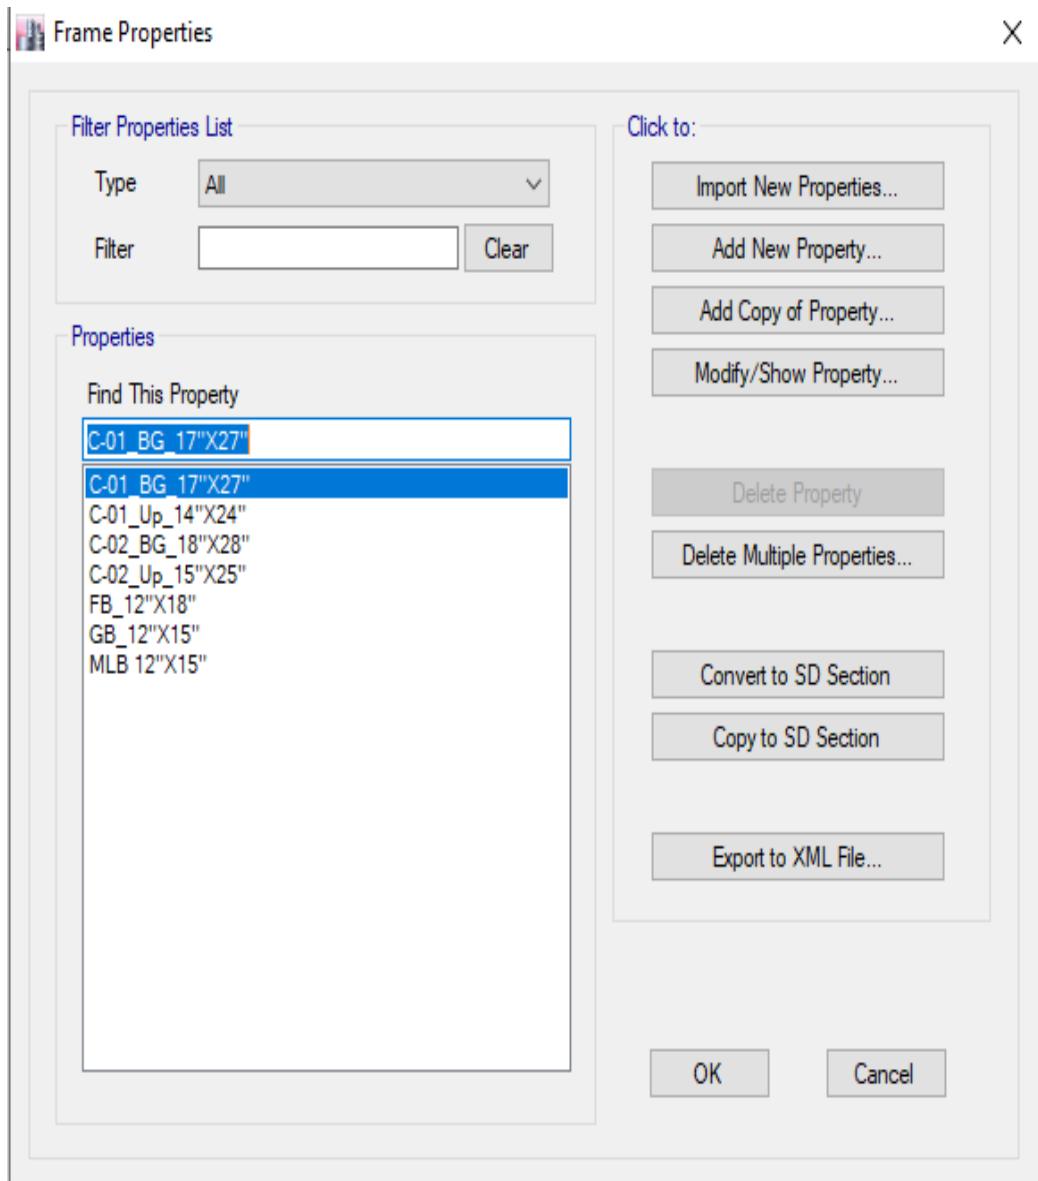 Frame Properties
Filter Properties List
Type
All
Filter
Clear
Properties
Find This Property
C-01_BG_17"X27"
C-01_BG_17"X27"
C-01_Up_14"X24"
C-02_BG_18"X28"
C-02_Up_15"X25"
FB_12"X18"
GB_12"X15"
MLB 12"X15"
Click to:
Import New Properties...
Add New Property...
Add Copy of Property...
Modify/Show Property...
Delete Property
Delete Multiple Properties...
Convert to SD Section
Copy to SD Section
Export to XML File...
OK
Cancel